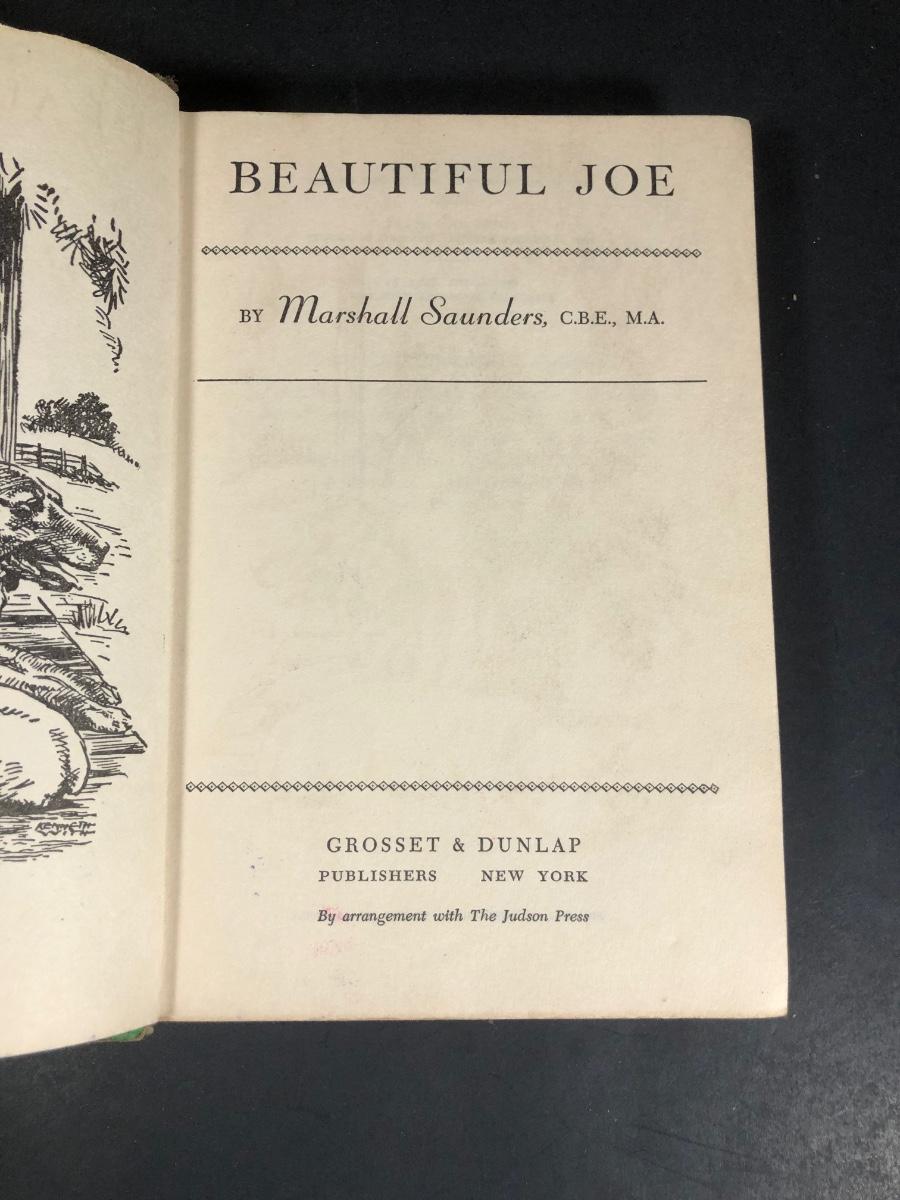 BEAUTIFUL JOE
BY Marshall Saunders, C.B.E., M.A.
GROSSET & DUNLAP
PUBLISHERS NEW YORK
By arrangement with The Judson Press